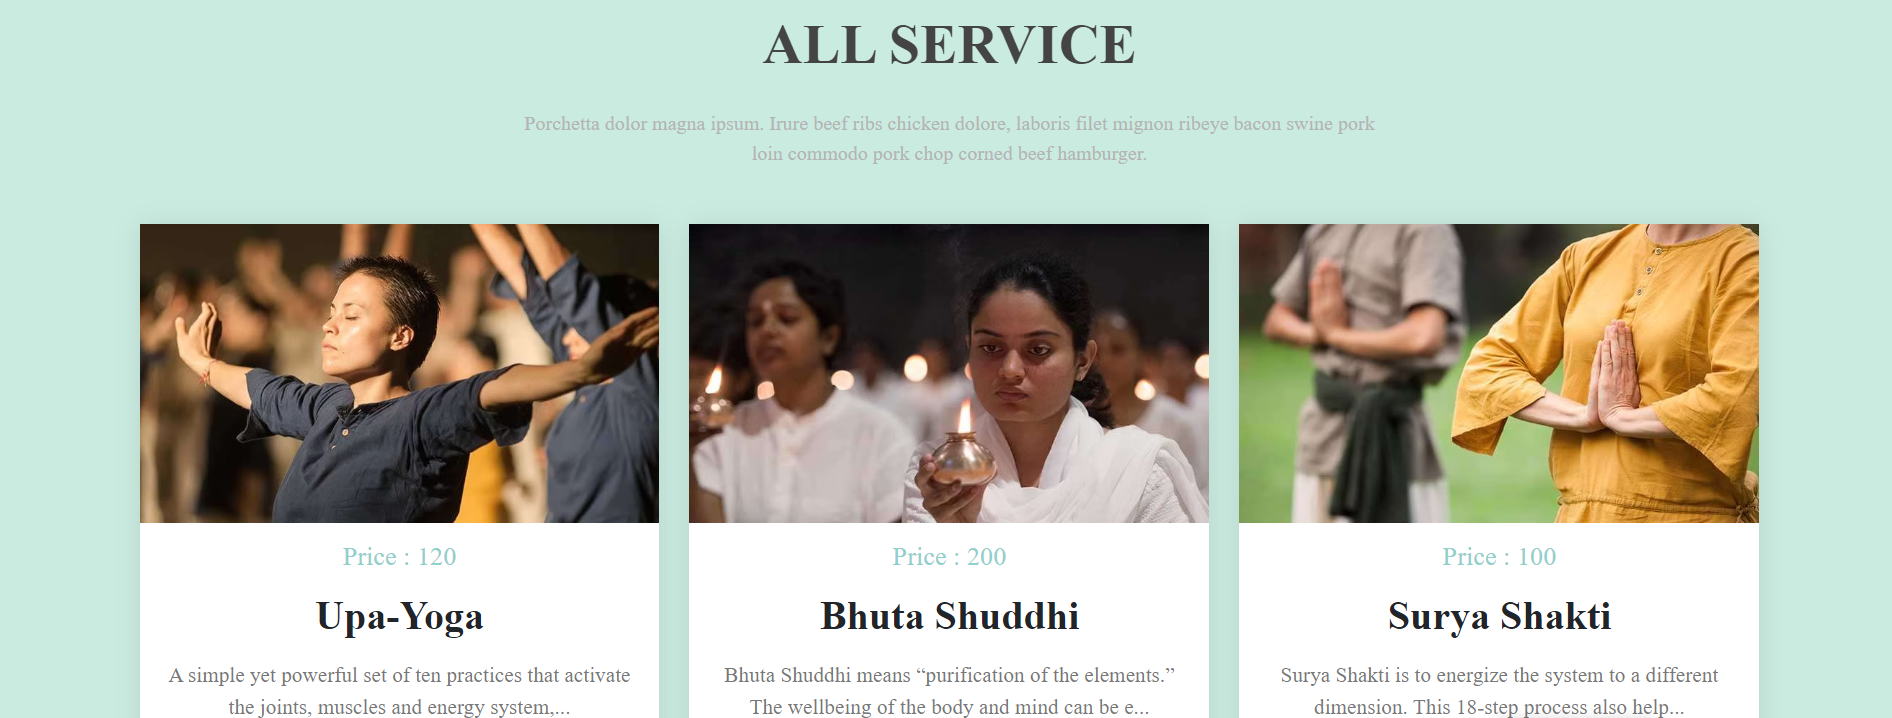 ALL SERVICE
Porchetta dolor magna ipsum. Irure beef ribs chicken dolore, laboris filet mignon ribeye bacon swine pork
loin commodo pork chop corned beef hamburger.
Price : 120
Upa-Yoga
A simple yet powerful set of ten practices that activate
the joints, muscles and energy system,...
Price : 200
Bhuta Shuddhi
Bhuta Shuddhi means “purification of the elements.”
The wellbeing of the body and mind can be e...
Price : 100
Surya Shakti
Surya Shakti is to energize the system to a different
dimension. This 18-step process also help...